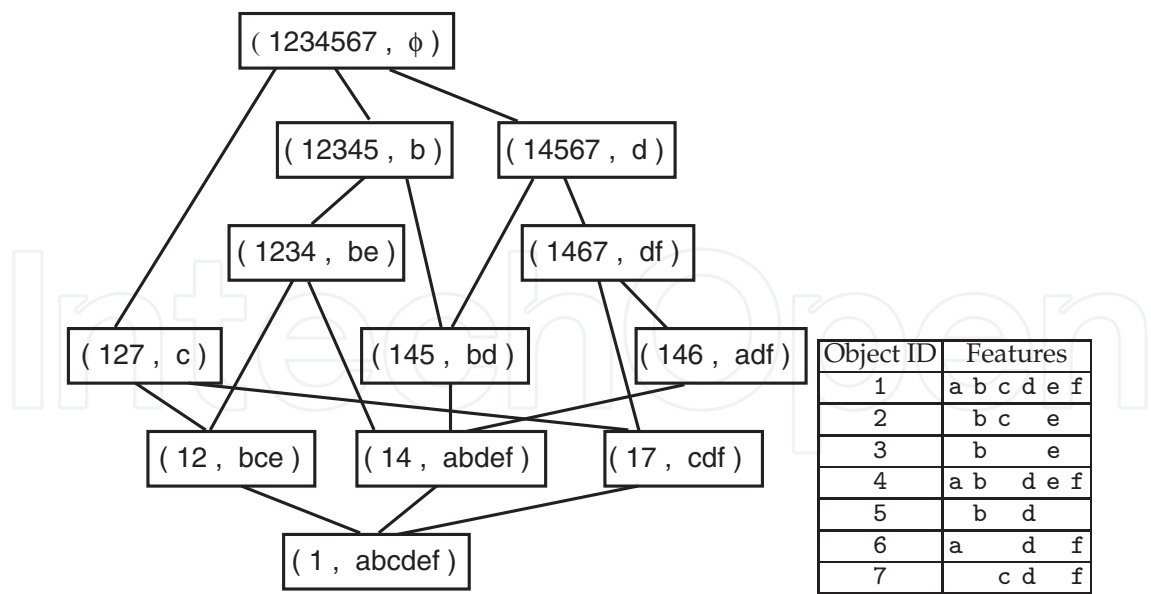 ( 1234567 , ϕ )
( 12345 , b )
( 14567 , d )
( 1234 , be )
( 1467 , df )
( 127 , c )
( 145 , bd )
( 146 , adf )
( 12 , bce )
( 14 , abdef )
( 17 , cdf )
( 1 , abcdef )
Object ID Features
1 a b c d e f
2 b c e
3 b e
4 a b d e f
5 b d
6 a d f
7 c d f
IntechOpen